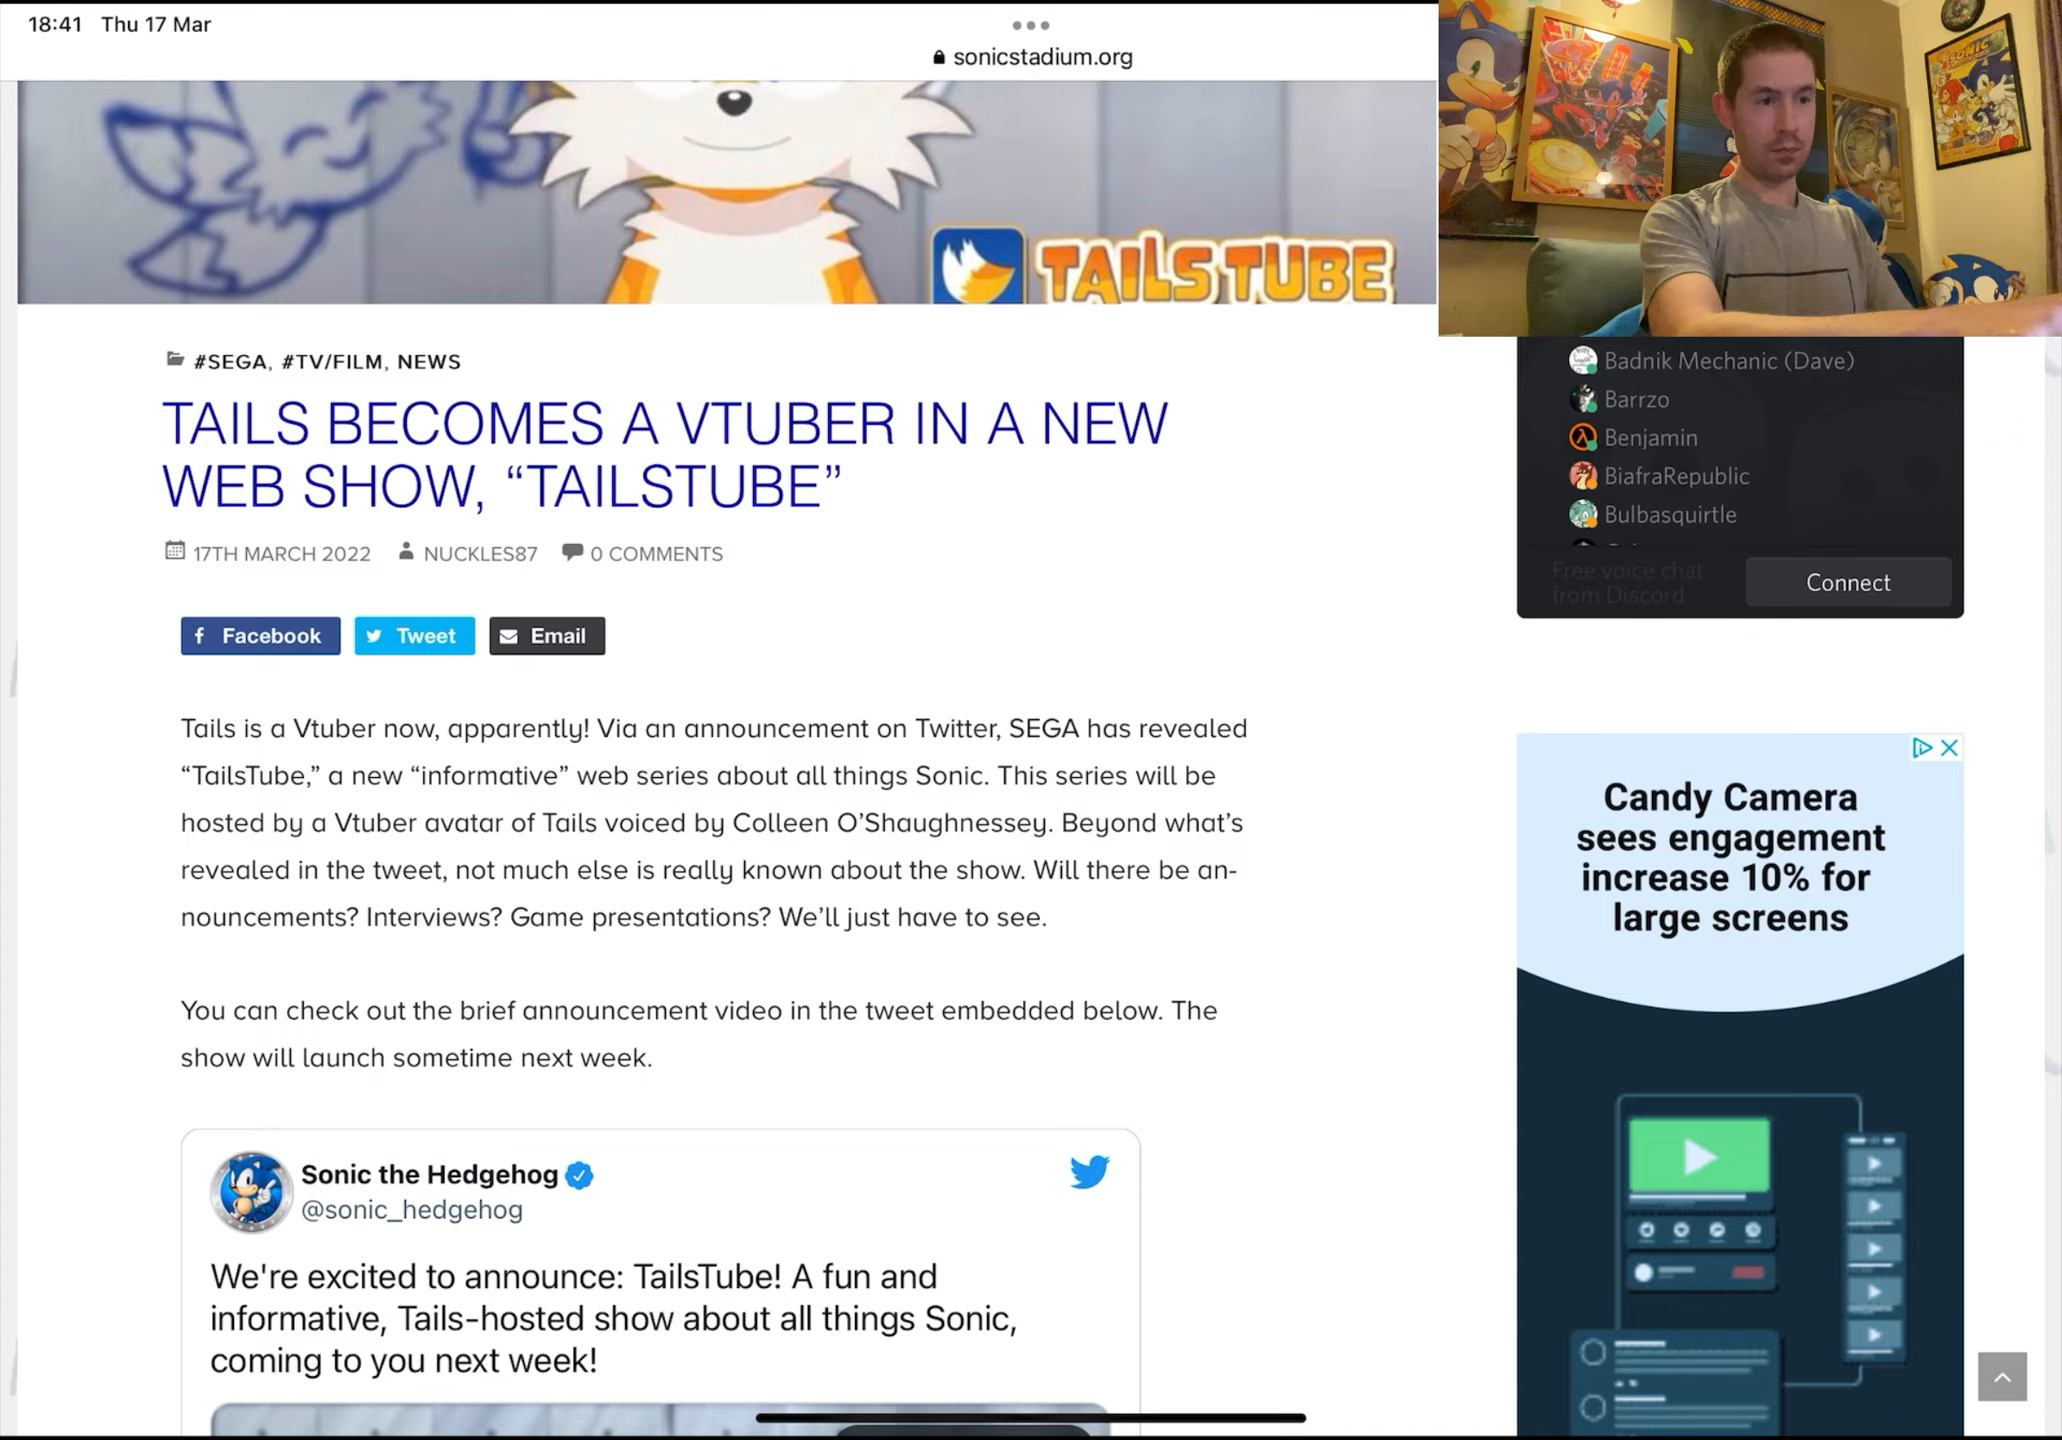 18:41 Thu 17 Mar
sonicstadium.org
SONIC
TAILSTUBE
#SEGA, #TV/FILM, NEWS
TAILS BECOMES A VTUBER IN A NEW
WEB SHOW, “TAILSTUBE”
17TH MARCH 2022 NUCKLES87 0 COMMENTS
Facebook Tweet Email
Tails is a Vtuber now, apparently! Via an announcement on Twitter, SEGA has revealed
“TailsTube,” a new “informative” web series about all things Sonic. This series will be
hosted by a Vtuber avatar of Tails voiced by Colleen O’Shaughnessey. Beyond what’s
revealed in the tweet, not much else is really known about the show. Will there be an-
nouncements? Interviews? Game presentations? We’ll just have to see.
You can check out the brief announcement video in the tweet embedded below. The
show will launch sometime next week.
Sonic the Hedgehog
@sonic_hedgehog
We're excited to announce: TailsTube! A fun and
informative, Tails-hosted show about all things Sonic,
coming to you next week!
Badnik Mechanic (Dave)
Barrzo
Benjamin
BiafraRepublic
Bulbasquirtle
Free voice chat
from Discord
Connect
Candy Camera
sees engagement
increase 10% for
large screens